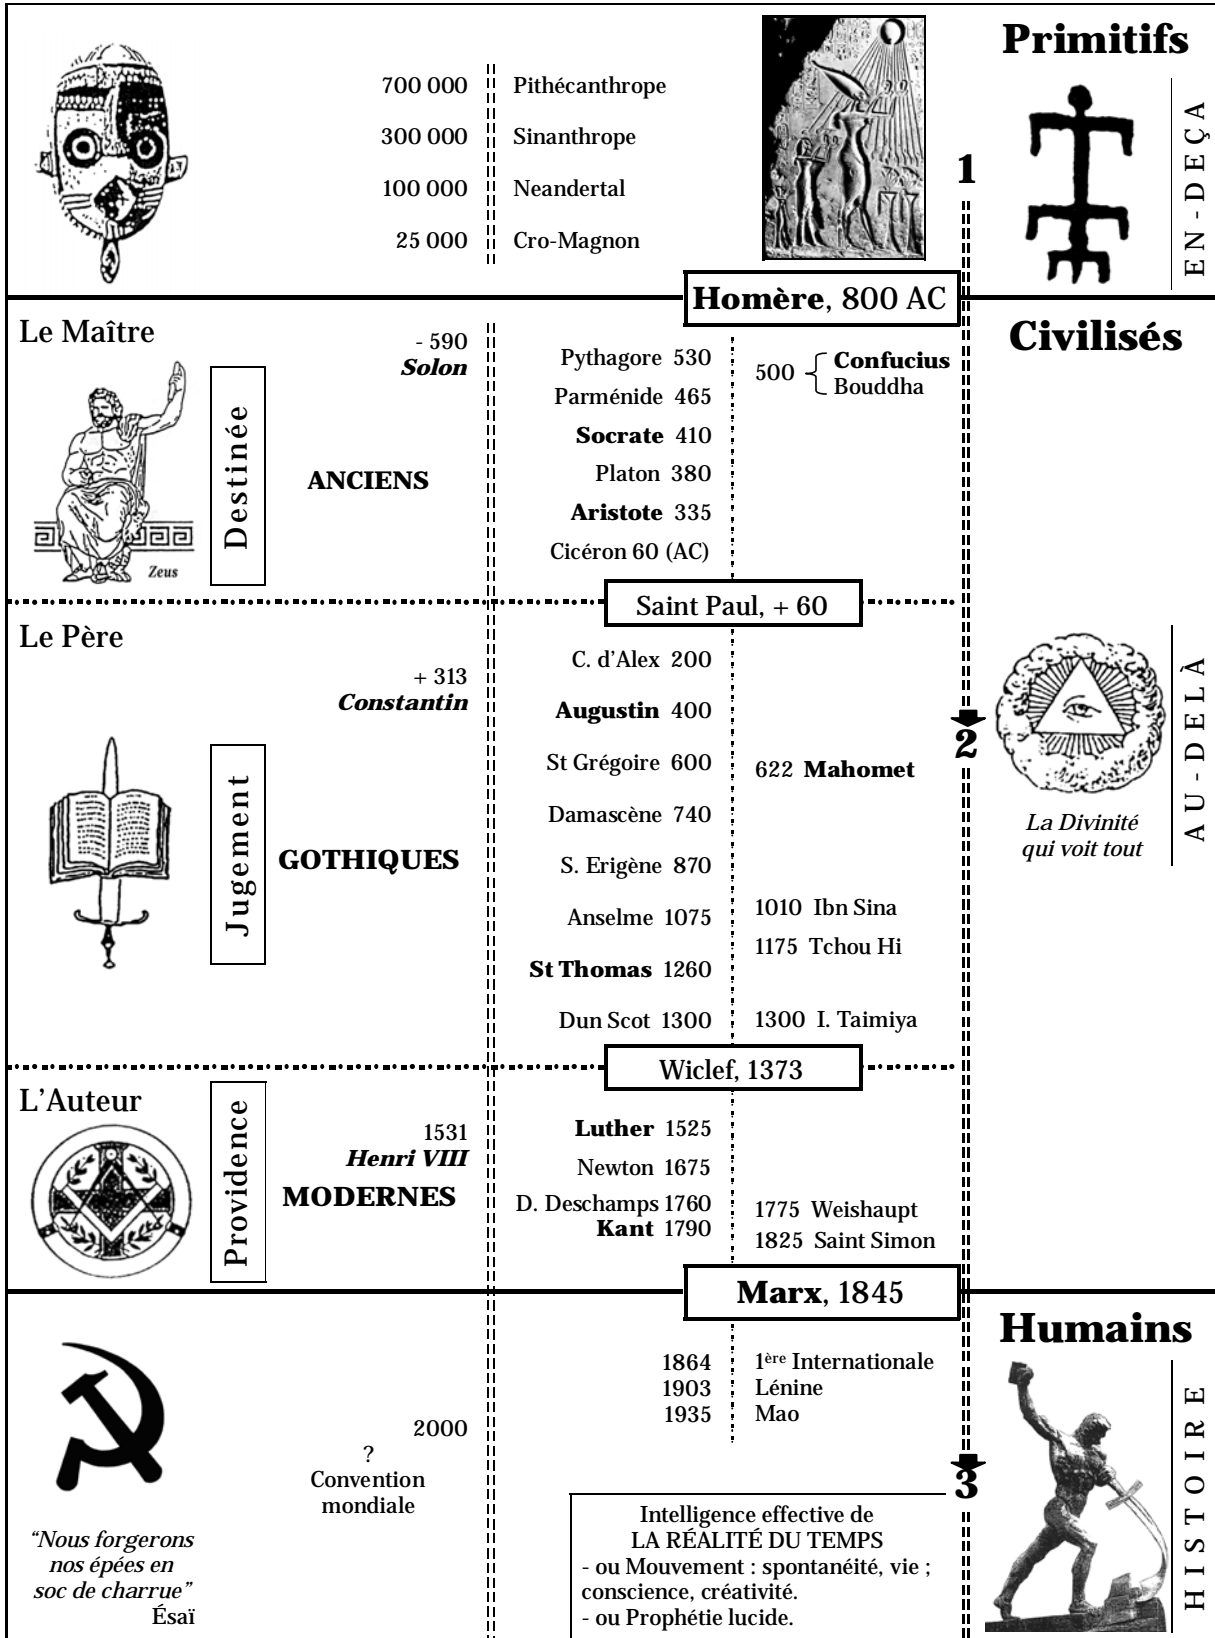 Primitifs
700 000 Pithécanthrope
300 000 Sinanthrope
100 000 Neandertal
25 000 Cro-Magnon
1
EN-DEÇA
Homère, 800 AC
Civilisés
Le Maître
Destinée
Zeus
- 590
Solon
ANCIENS
Pythagore 530
Parménide 465
Socrate 410
Platon 380
Aristote 335
Cicéron 60 (AC)
500 { Confucius
Bouddha
Saint Paul, + 60
Le Père
Jugement
+ 313
Constantin
GOTHIQUES
C. d'Alex 200
Augustin 400
St Grégoire 600
622 Mahomet
Damascène 740
S. Erigène 870
Anselme 1075
1010 Ibn Sina
1175 Tchou Hi
St Thomas 1260
Dun Scot 1300
1300 I. Taimiya
2
La Divinité
qui voit tout
AU-DELÀ
Wiclef, 1373
L'Auteur
Providence
1531
Henri VIII
MODERNES
Luther 1525
Newton 1675
D. Deschamps 1760
Kant 1790
1775 Weishaupt
1825 Saint Simon
Marx, 1845
Humains
1864 1ère Internationale
1903 Lénine
1935 Mao
2000
?
Convention
mondiale
"Nous forgerons
nos épées en
soc de charrue"
Ésaï
3
HISTOIRE
Intelligence effective de
LA RÉALITÉ DU TEMPS
- ou Mouvement : spontanéité, vie ;
conscience, créativité.
- ou Prophétie lucide.